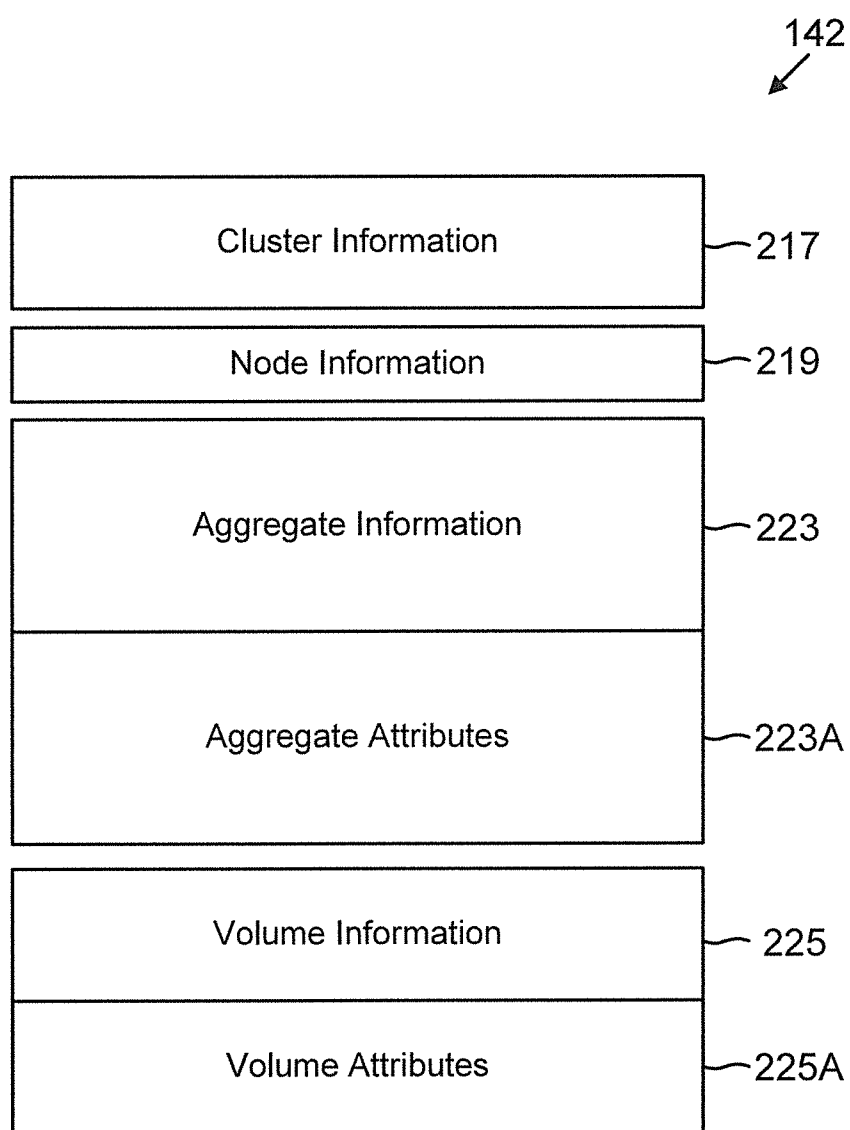 142
Cluster Information
217
Node Information
219
Aggregate Information
223
Aggregate Attributes
223A
Volume Information
225
Volume Attributes
225A